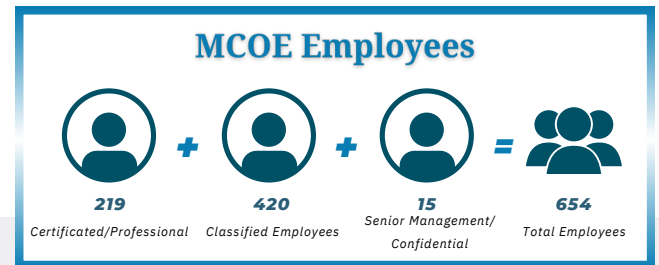 MCOE Employees
+ + =
219 420 15 654
Certificated/Professional Classified Employees Senior Management/
Confidential Total Employees